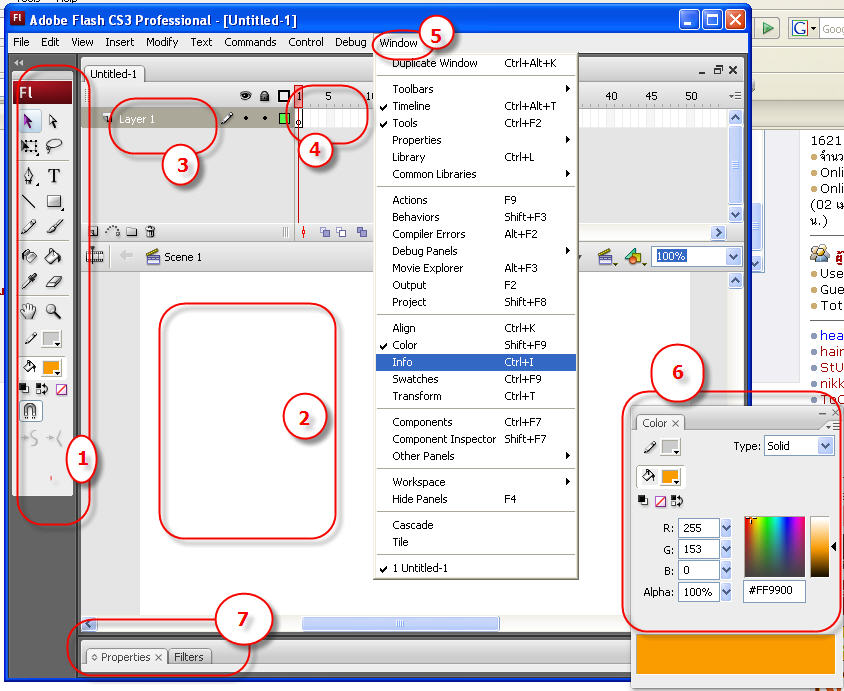 Tools Help
Adobe Flash CS3 Professional - [Untitled-1]
File Edit View Insert Modify Text Commands Control Debug Window
5
Untitled-1
Fl
1 5 10 40 45 50
Layer 1
3
4
Scene 1
100%
Duplicate Window Ctrl+Alt+K
Toolbars
Timeline Ctrl+Alt+T
Tools Ctrl+F2
Properties
Library Ctrl+L
Common Libraries
Actions F9
Behaviors Shift+F3
Compiler Errors Alt+F2
Debug Panels
Movie Explorer Alt+F3
Output F2
Project Shift+F8
Align Ctrl+K
Color Shift+F9
Info Ctrl+I
Swatches Ctrl+F9
Transform Ctrl+T
Components Ctrl+F7
Component Inspector Shift+F7
Other Panels
Workspace
Hide Panels F4
Cascade
Tile
1 Untitled-1
2
1
7
Properties Filters
6
Color
Type: Solid
R: 255
G: 153
B: 0
Alpha: 100% #FF9900
G Goo
1621
จำนว
Onli
Onli
(02 เม
น.)
Use
Gue
Tot
hea
hair
StU
nikk
ToC